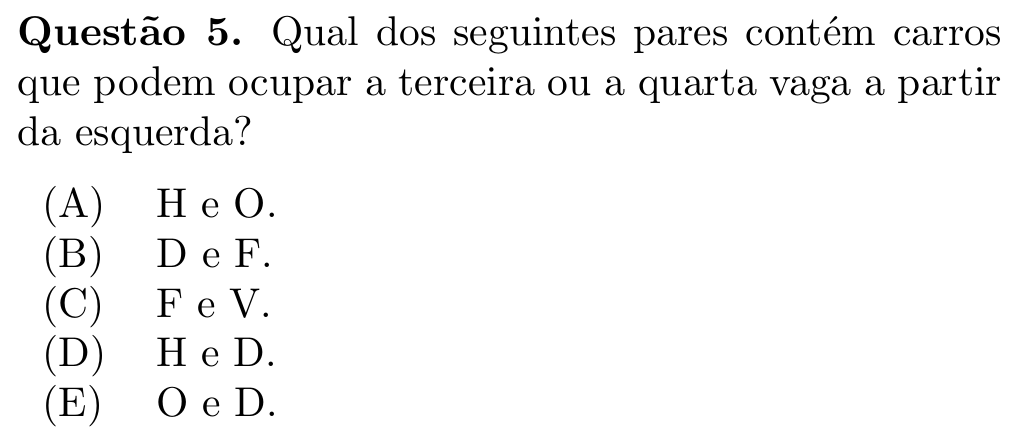 Questão 5. Qual dos seguintes pares contém carros
que podem ocupar a terceira ou a quarta vaga a partir
da esquerda?
(A) H e O.
(B) D e F.
(C) F e V.
(D) H e D.
(E) O e D.